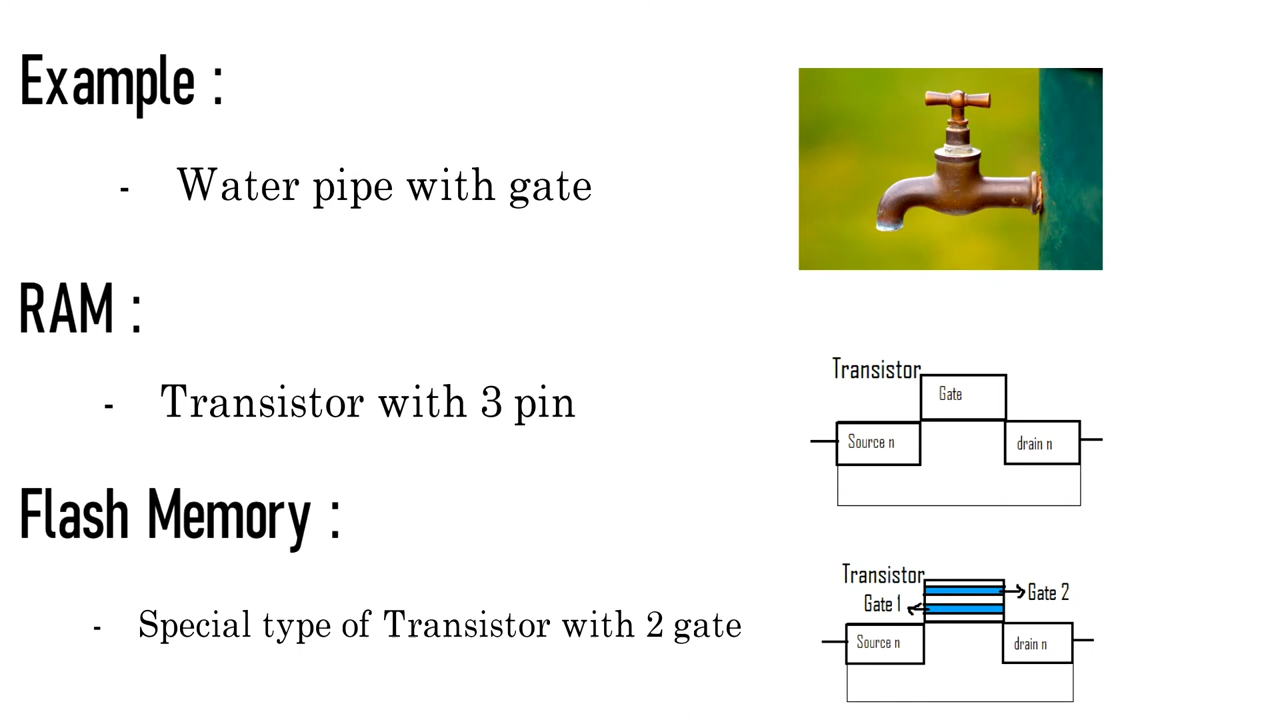 Example :
- Water pipe with gate
RAM :
- Transistor with 3 pin
Transistor
Gate
Source n
drain n
Flash Memory :
- Special type of Transistor with 2 gate
Transistor
Gate 1
Gate 2
Source n
drain n